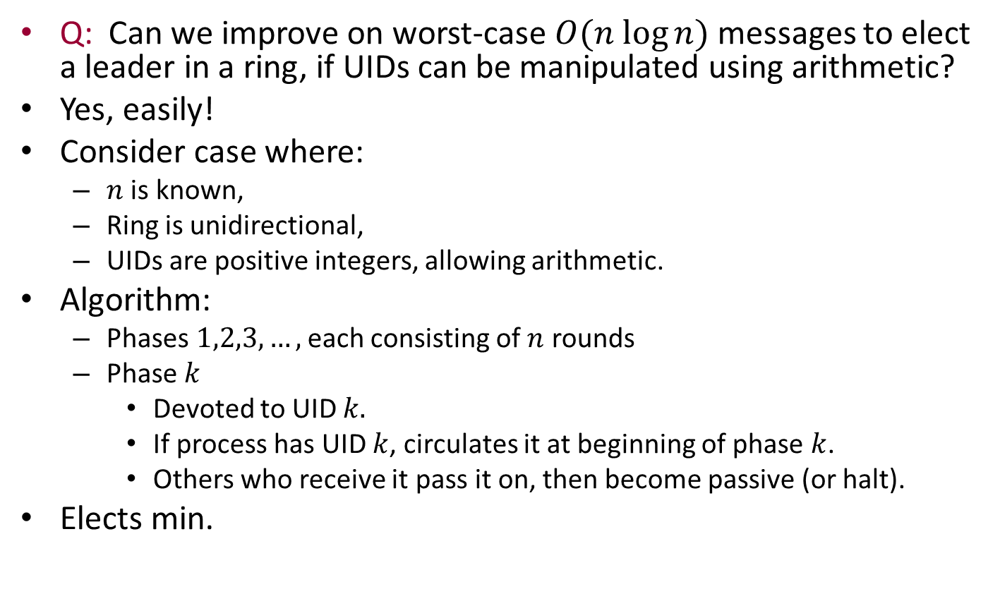 • Q: Can we improve on worst-case O(n log n) messages to elect
a leader in a ring, if UIDs can be manipulated using arithmetic?
• Yes, easily!
• Consider case where:
– n is known,
– Ring is unidirectional,
– UIDs are positive integers, allowing arithmetic.
• Algorithm:
– Phases 1,2,3, … , each consisting of n rounds
– Phase k
• Devoted to UID k.
• If process has UID k, circulates it at beginning of phase k.
• Others who receive it pass it on, then become passive (or halt).
• Elects min.